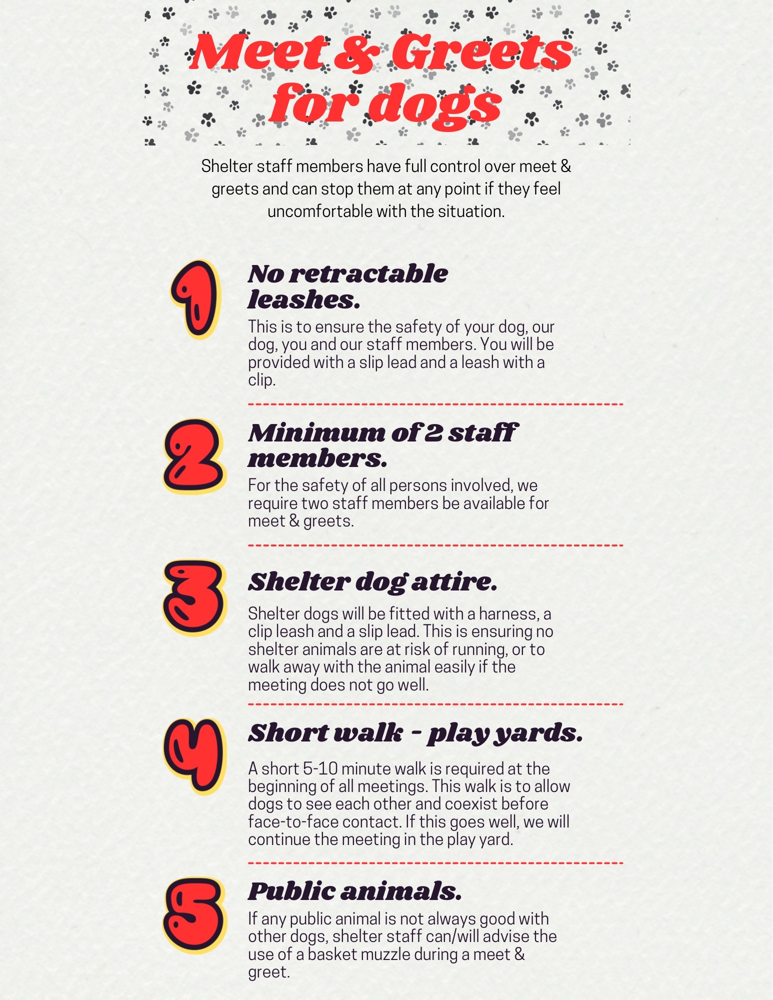 Meet & Greets
for dogs
Shelter staff members have full control over meet &
greets and can stop them at any point if they feel
uncomfortable with the situation.
1
No retractable
leashes.
This is to ensure the safety of your dog, our
dog, you and our staff members. You will be
provided with a slip lead and a leash with a
clip.
2
Minimum of 2 staff
members.
For the safety of all persons involved, we
require two staff members be available for
meet & greets.
3
Shelter dog attire.
Shelter dogs will be fitted with a harness, a
clip leash and a slip lead. This is ensuring no
shelter animals are at risk of running, or to
walk away with the animal easily if the
meeting does not go well.
4
Short walk - play yards.
A short 5-10 minute walk is required at the
beginning of all meetings. This walk is to allow
dogs to see each other and coexist before
face-to-face contact. If this goes well, we will
continue the meeting in the play yard.
5
Public animals.
If any public animal is not always good with
other dogs, shelter staff can/will advise the
use of a basket muzzle during a meet &
greet.